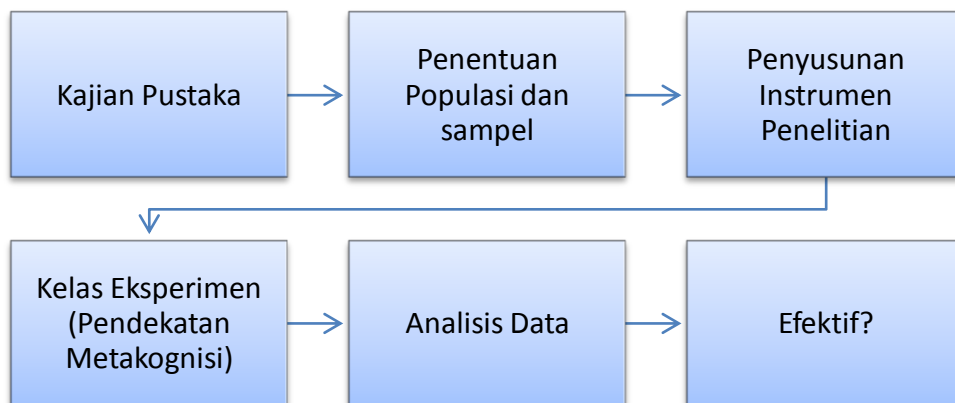 Kajian Pustaka
Penentuan
Populasi dan
sampel
Penyusunan
Instrumen
Penelitian
Kelas Eksperimen
(Pendekatan
Metakognisi)
Analisis Data
Efektif?